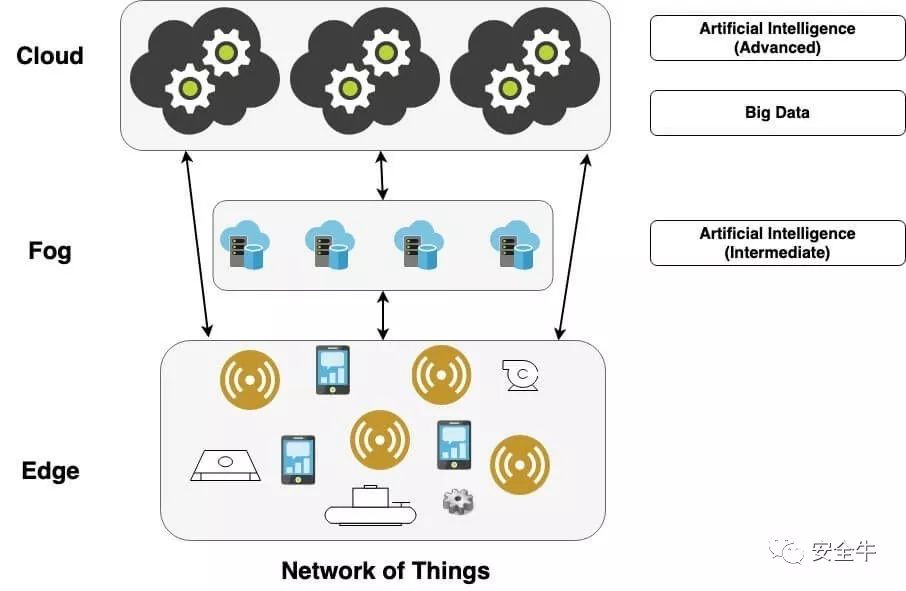 Cloud
Artificial Intelligence
(Advanced)
Big Data
Fog
Artificial Intelligence
(Intermediate)
Edge
Network of Things
安全牛